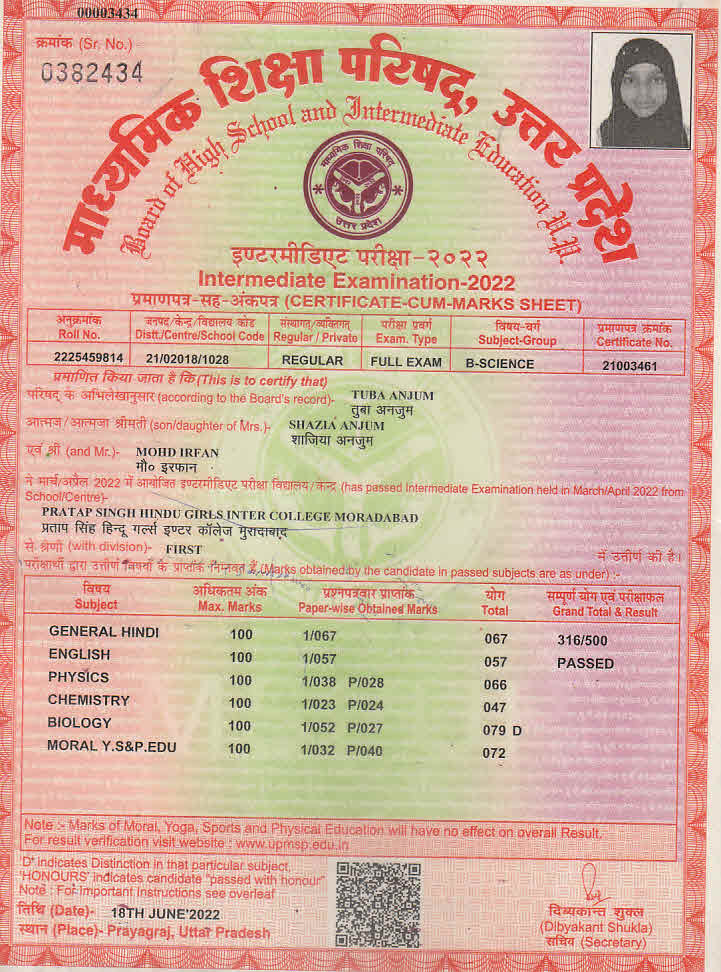 00003434
क्रमांक (Sr. No.)
0382434
माध्यमिक शिक्षा परिषद्, उत्तर प्रदेश
Board of High School and Intermediate Education U.P.
माध्यमिक शिक्षा परिषद्
उत्तर प्रदेश
इण्टरमीडिएट परीक्षा-२०२२
Intermediate Examination-2022
प्रमाणपत्र-सह-अंकपत्र (CERTIFICATE-CUM-MARKS SHEET)
अनुक्रमांक जनपद/केन्द्र/विद्यालय कोड संस्थागत/व्यक्तिगत परीक्षा प्रवर्ग विषय-वर्ग प्रमाणपत्र क्रमांक
Roll No. Distt./Centre/School Code Regular / Private Exam. Type Subject-Group Certificate No.
2225459814 21/02018/1028 REGULAR FULL EXAM B-SCIENCE 21003461
प्रमाणित किया जाता है कि (This is to certify that)
परिषद् के अभिलेखानुसार (according to the Board's record)- TUBA ANJUM
तुबा अनजुम
आत्मज/आत्मजा श्रीमती (son/daughter of Mrs.)- SHAZIA ANJUM
शाजिया अनजुम
एवं श्री (and Mr.)- MOHD IRFAN
मौ० इरफान
ने मार्च/अप्रैल 2022 में आयोजित इण्टरमीडिएट परीक्षा विद्यालय/केन्द्र (has passed Intermediate Examination held in March/April 2022 from
School/Centre)-
PRATAP SINGH HINDU GIRLS INTER COLLEGE MORADABAD
प्रताप सिंह हिन्दू गर्ल्स इण्टर कॉलेज मुरादाबाद
से श्रेणी (with division)- FIRST में उत्तीर्ण की है।
परीक्षार्थी द्वारा उत्तीर्ण विषयों के प्राप्तांक निम्नवत् हैं (Marks obtained by the candidate in passed subjects are as under) :-
विषय अधिकतम अंक प्रश्नपत्रवार प्राप्तांक योग सम्पूर्ण योग एवं परीक्षाफल
Subject Max. Marks Paper-wise Obtained Marks Total Grand Total & Result
GENERAL HINDI 100 1/067 067 316/500
ENGLISH 100 1/057 057 PASSED
PHYSICS 100 1/038 P/028 066
CHEMISTRY 100 1/023 P/024 047
BIOLOGY 100 1/052 P/027 079 D
MORAL Y.S&P.EDU 100 1/032 P/040 072
Note :- Marks of Moral, Yoga, Sports and Physical Education will have no effect on overall Result.
For result verification visit website : www.upmsp.edu.in
'D' indicates Distinction in that particular subject,
'HONOURS' indicates candidate "passed with honour"
Note : For Important Instructions see overleaf
तिथि (Date)- 18TH JUNE'2022
स्थान (Place)- Prayagraj, Uttar Pradesh
दिब्यकान्त शुक्ल
(Dibyakant Shukla)
सचिव (Secretary)